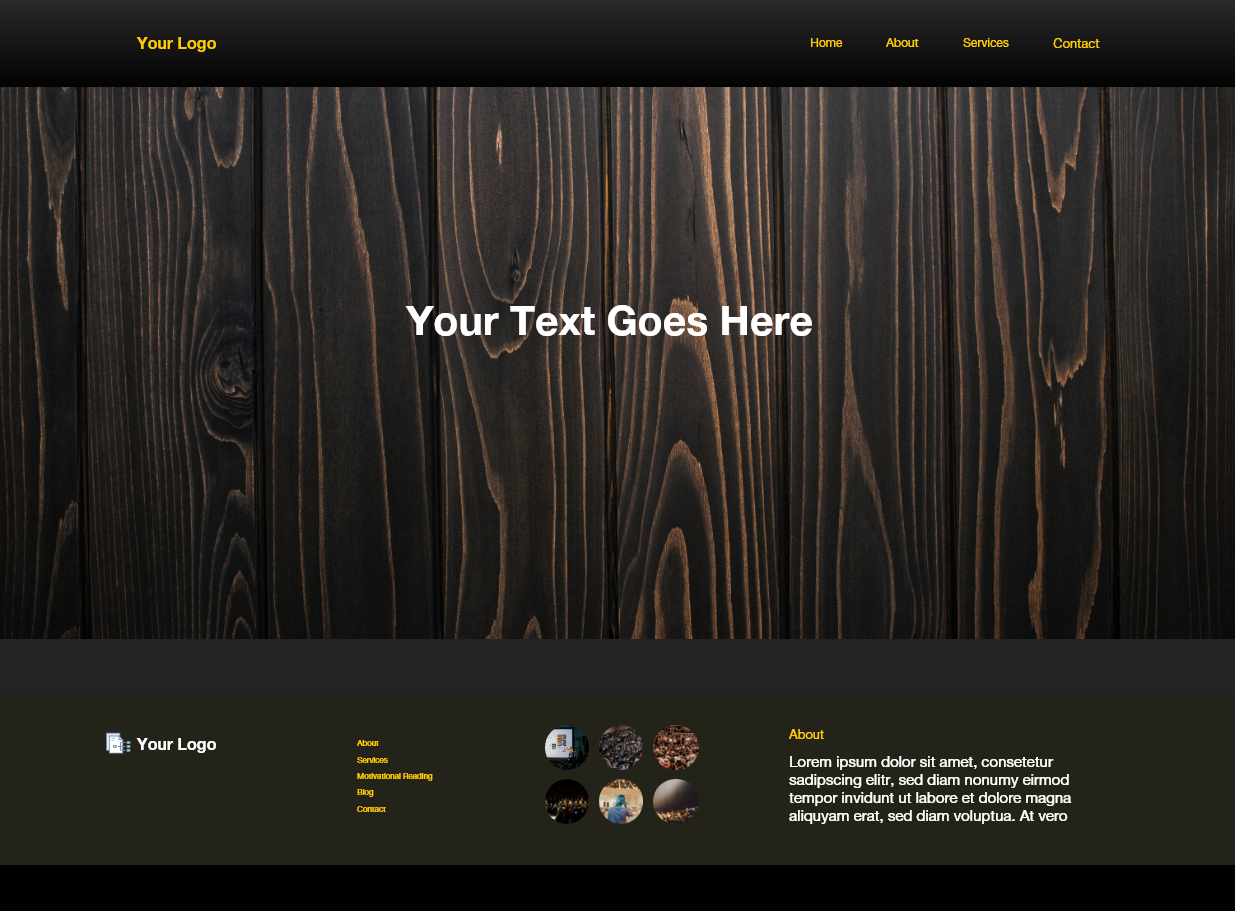 Your Logo
Home About Services Contact
Your Text Goes Here
Your Logo
About
Services
Motivational Reading
Blog
Contact
About
Lorem ipsum dolor sit amet, consetetur
sadipscing elitr, sed diam nonumy eirmod
tempor invidunt ut labore et dolore magna
aliquyam erat, sed diam voluptua. At vero